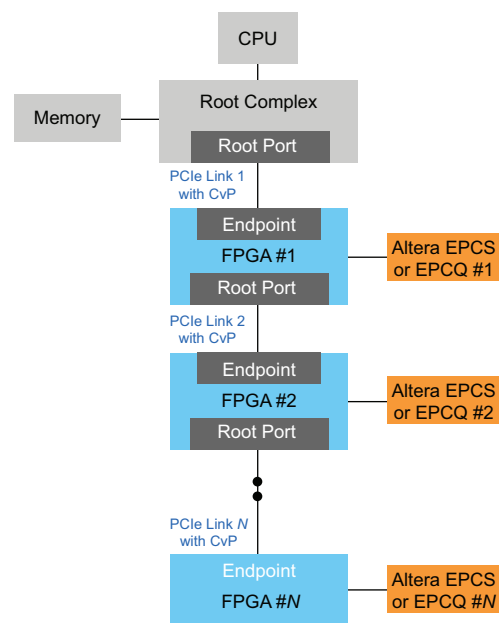 CPU
Root Complex
Memory
Root Port
PCIe Link 1
with CvP
Endpoint
FPGA #1
Root Port
Altera EPCS
or EPCQ #1
PCIe Link 2
with CvP
Endpoint
FPGA #2
Root Port
Altera EPCS
or EPCQ #2
PCIe Link N
with CvP
Endpoint
FPGA #N
Altera EPCS
or EPCQ #N